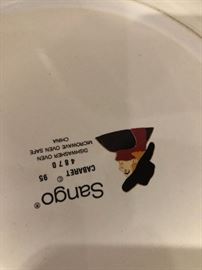 Sango®
CABARET © 95
4870
DISHWASHER OVEN
MICROWAVE OVEN SAFE
CHINA